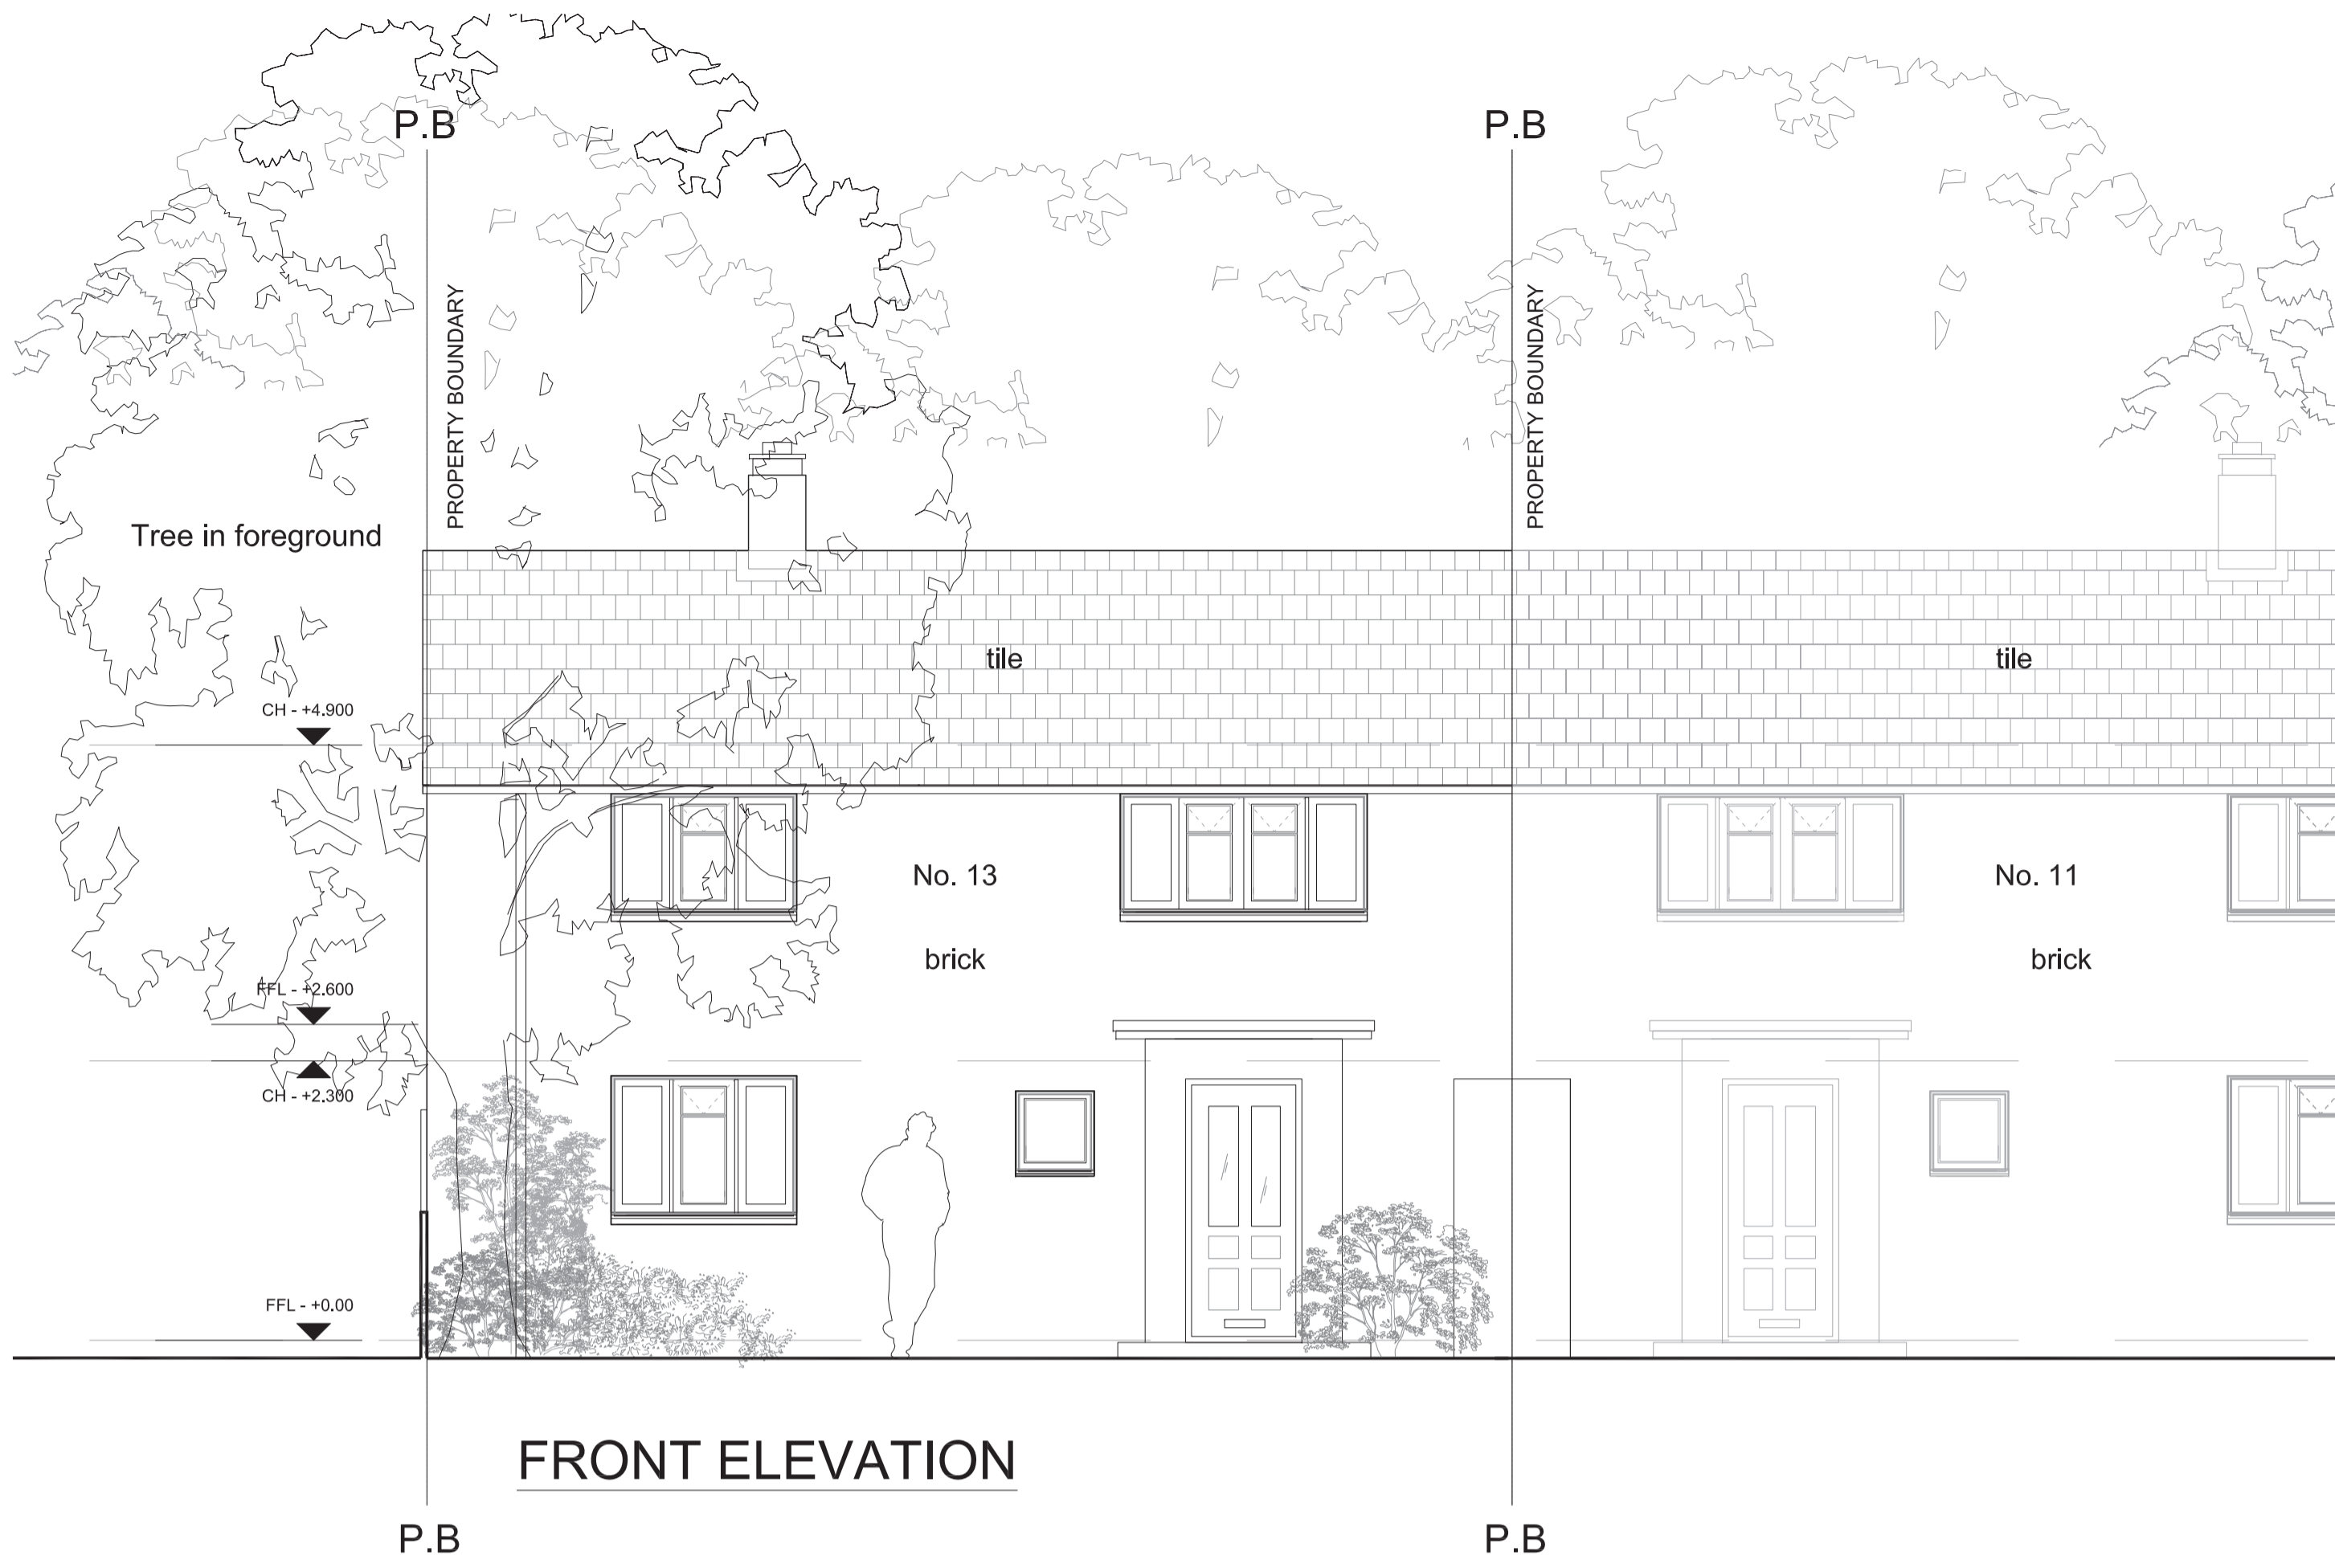 P.B
P.B
PROPERTY BOUNDARY
PROPERTY BOUNDARY
Tree in foreground
tile
tile
CH - +4.900
No. 13
No. 11
brick
brick
FFL - +2.600
CH - +2.300
FFL - +0.00
FRONT ELEVATION
P.B
P.B